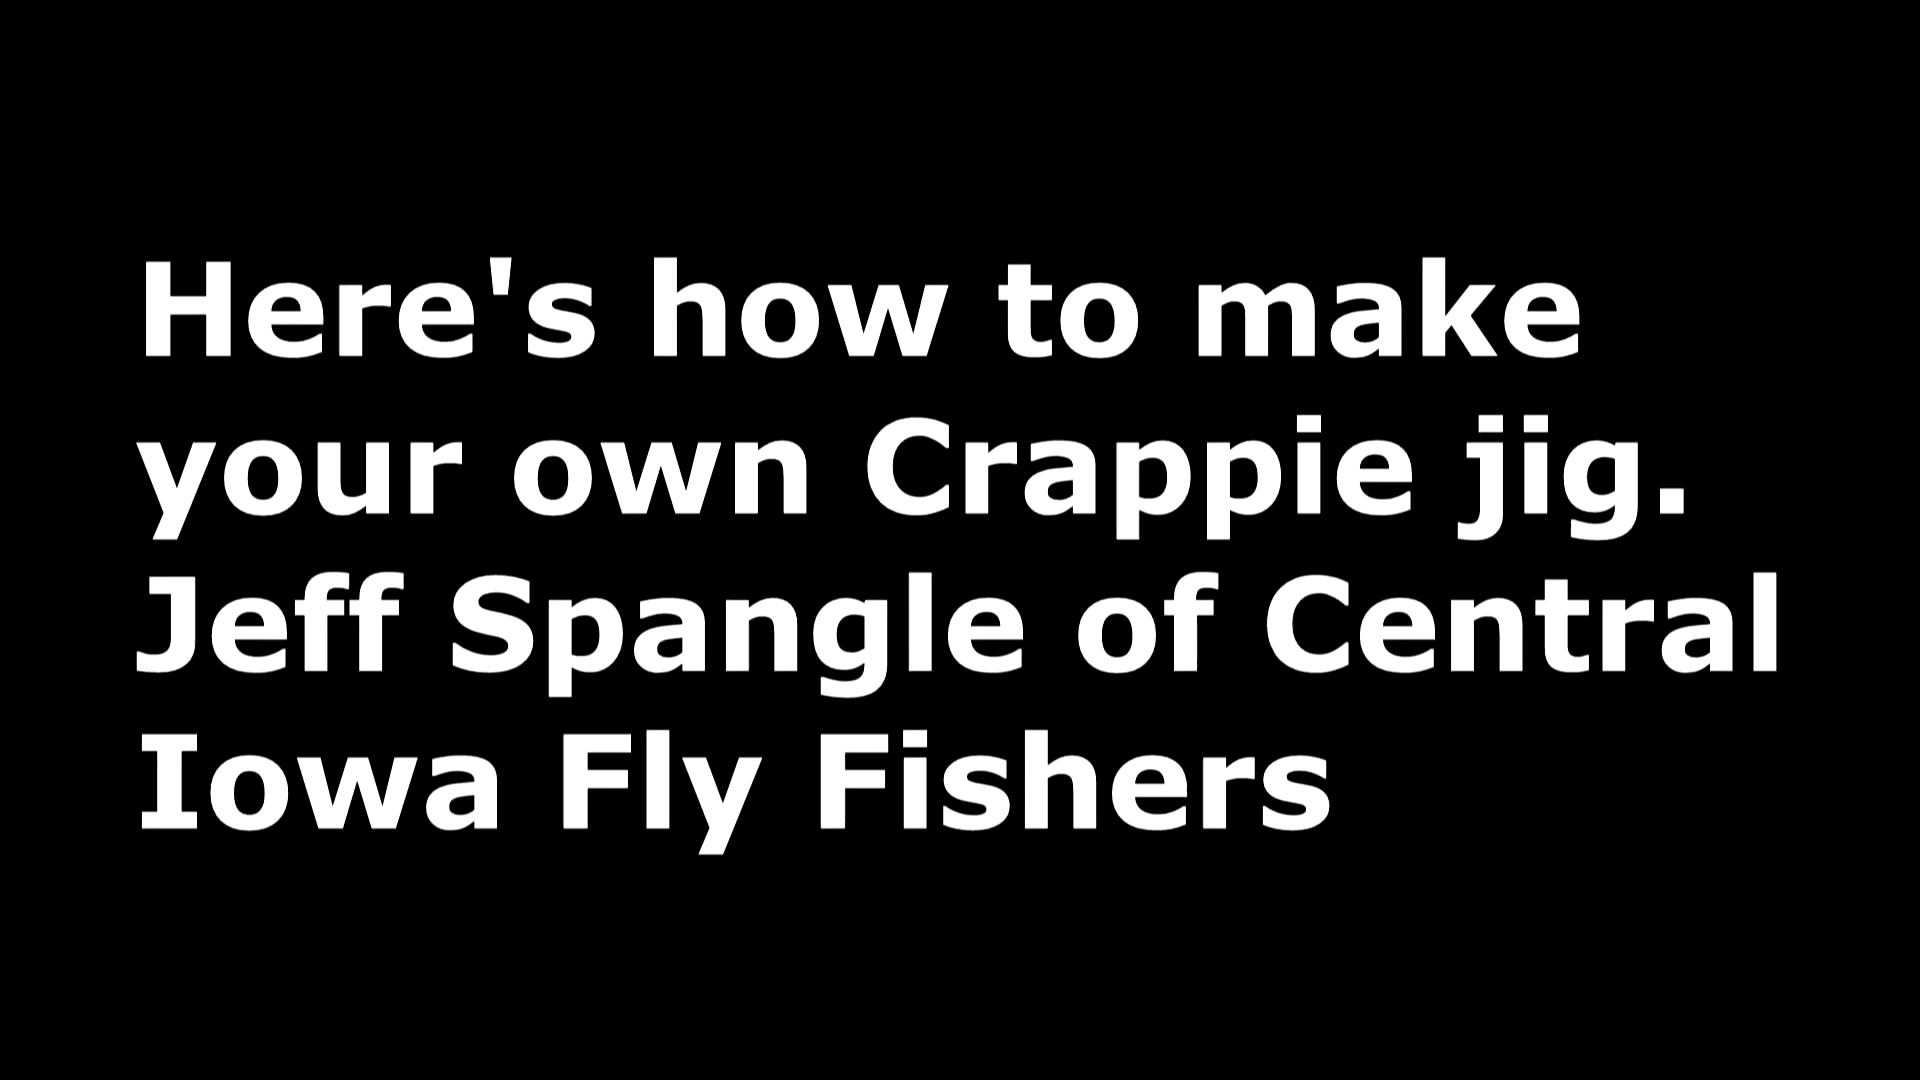 Here's how to make
your own Crappie jig.
Jeff Spangle of Central
Iowa Fly Fishers